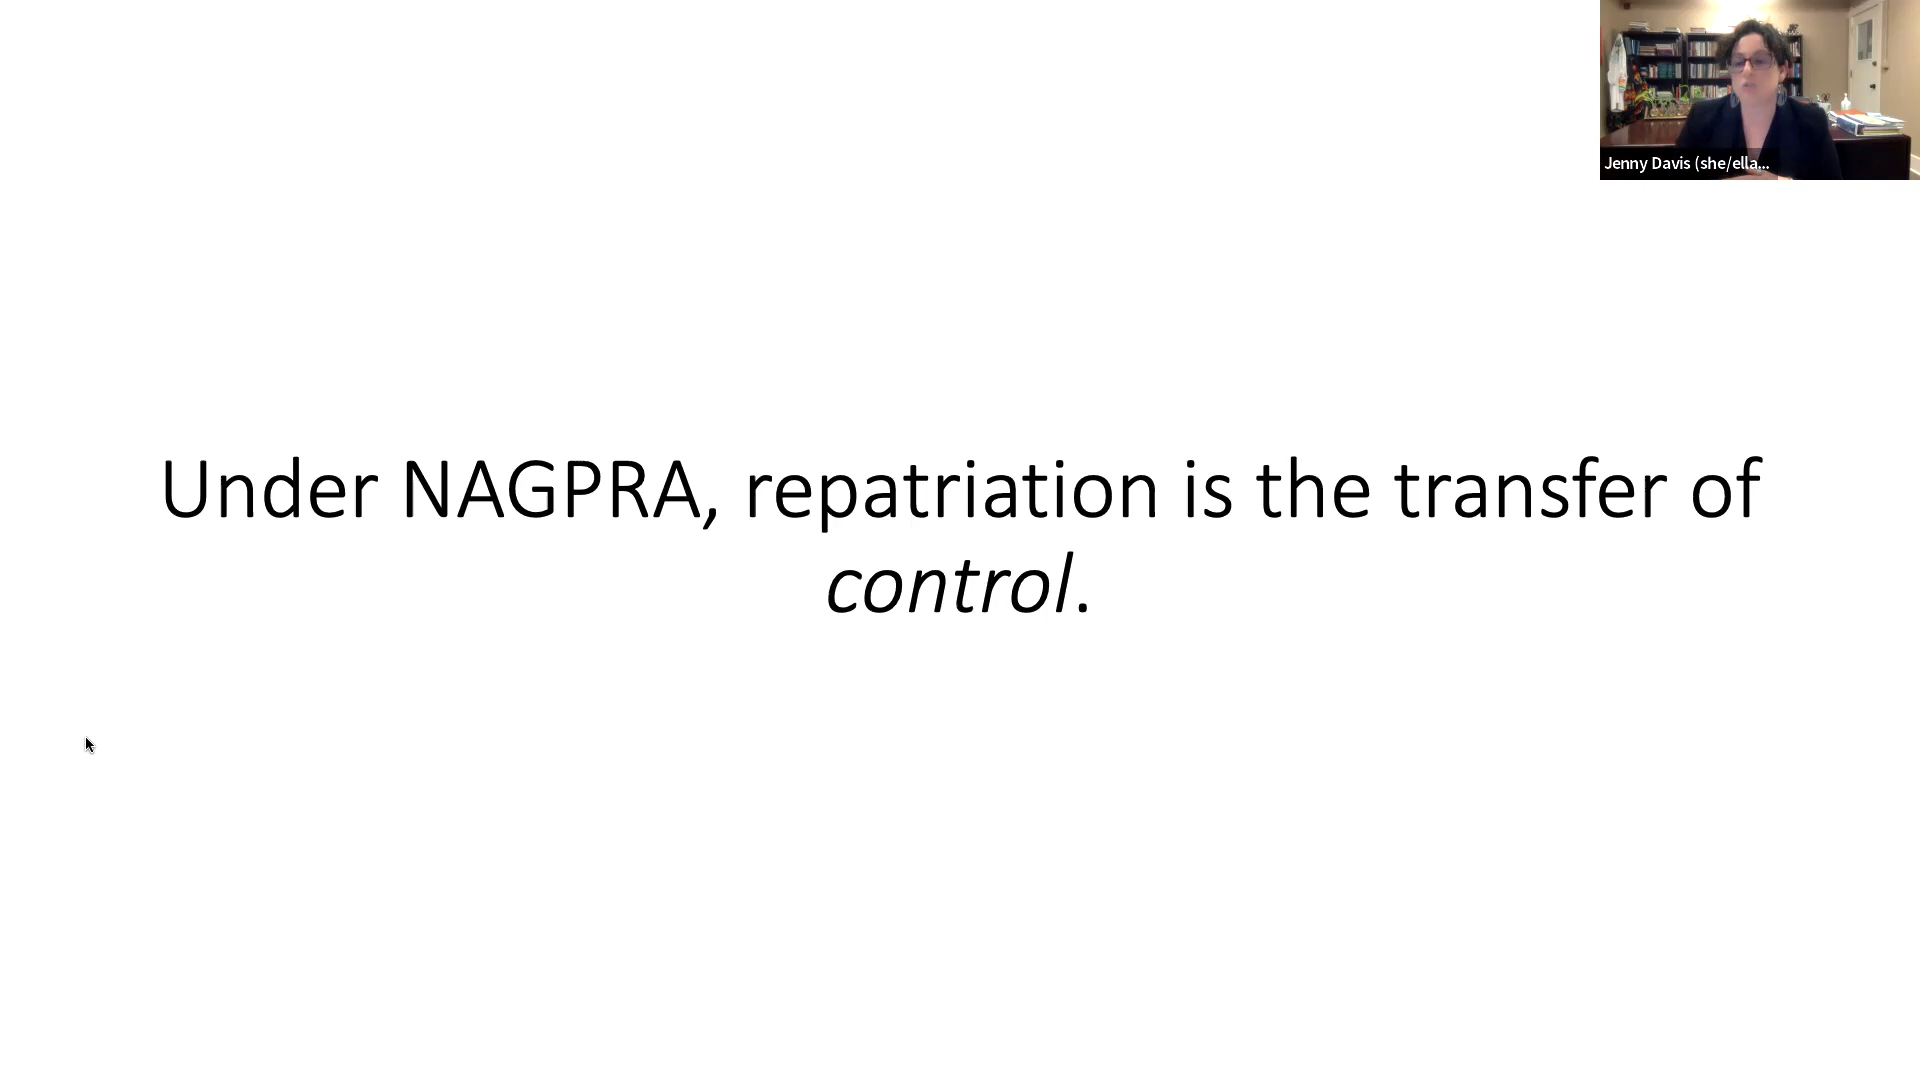 Jenny Davis (she/ella...
Under NAGPRA, repatriation is the transfer of
control.